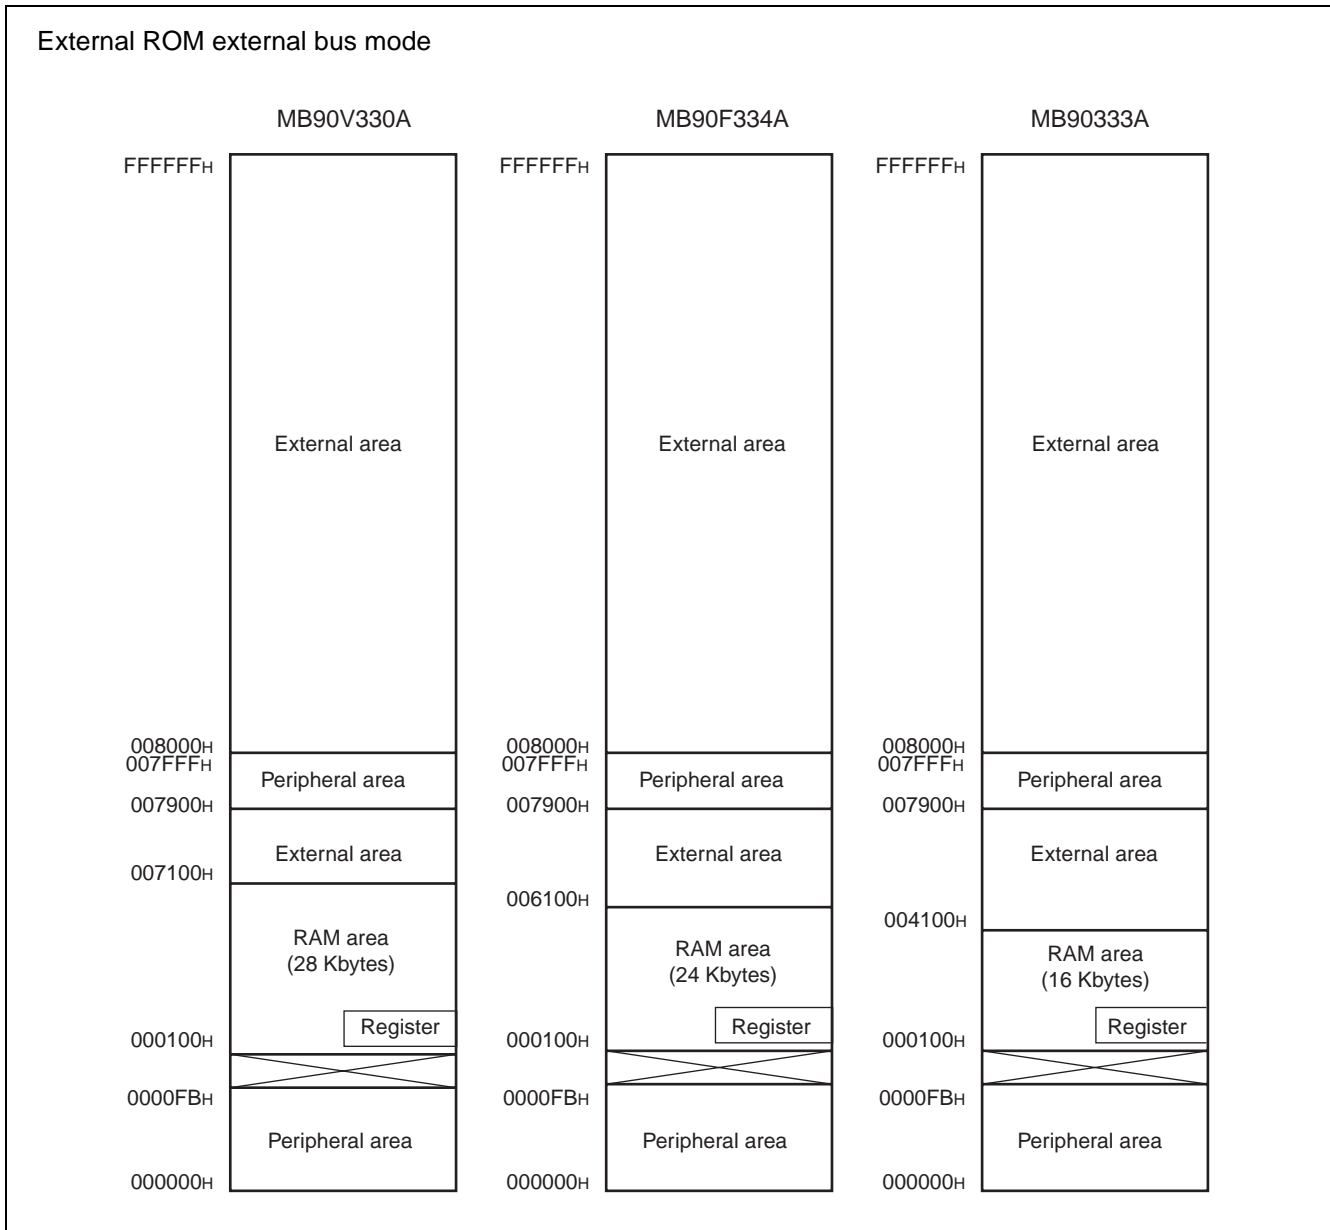 External ROM external bus mode
MB90V330A
MB90F334A
MB90333A
FFFFFFH
FFFFFFH
FFFFFFH
External area
External area
External area
008000H
008000H
008000H
007FFFH
007FFFH
007FFFH
Peripheral area
Peripheral area
Peripheral area
007900H
007900H
007900H
External area
External area
External area
007100H
006100H
004100H
RAM area
(28 Kbytes)
RAM area
(24 Kbytes)
RAM area
(16 Kbytes)
Register
Register
Register
000100H
000100H
000100H
0000FBH
0000FBH
0000FBH
Peripheral area
Peripheral area
Peripheral area
000000H
000000H
000000H